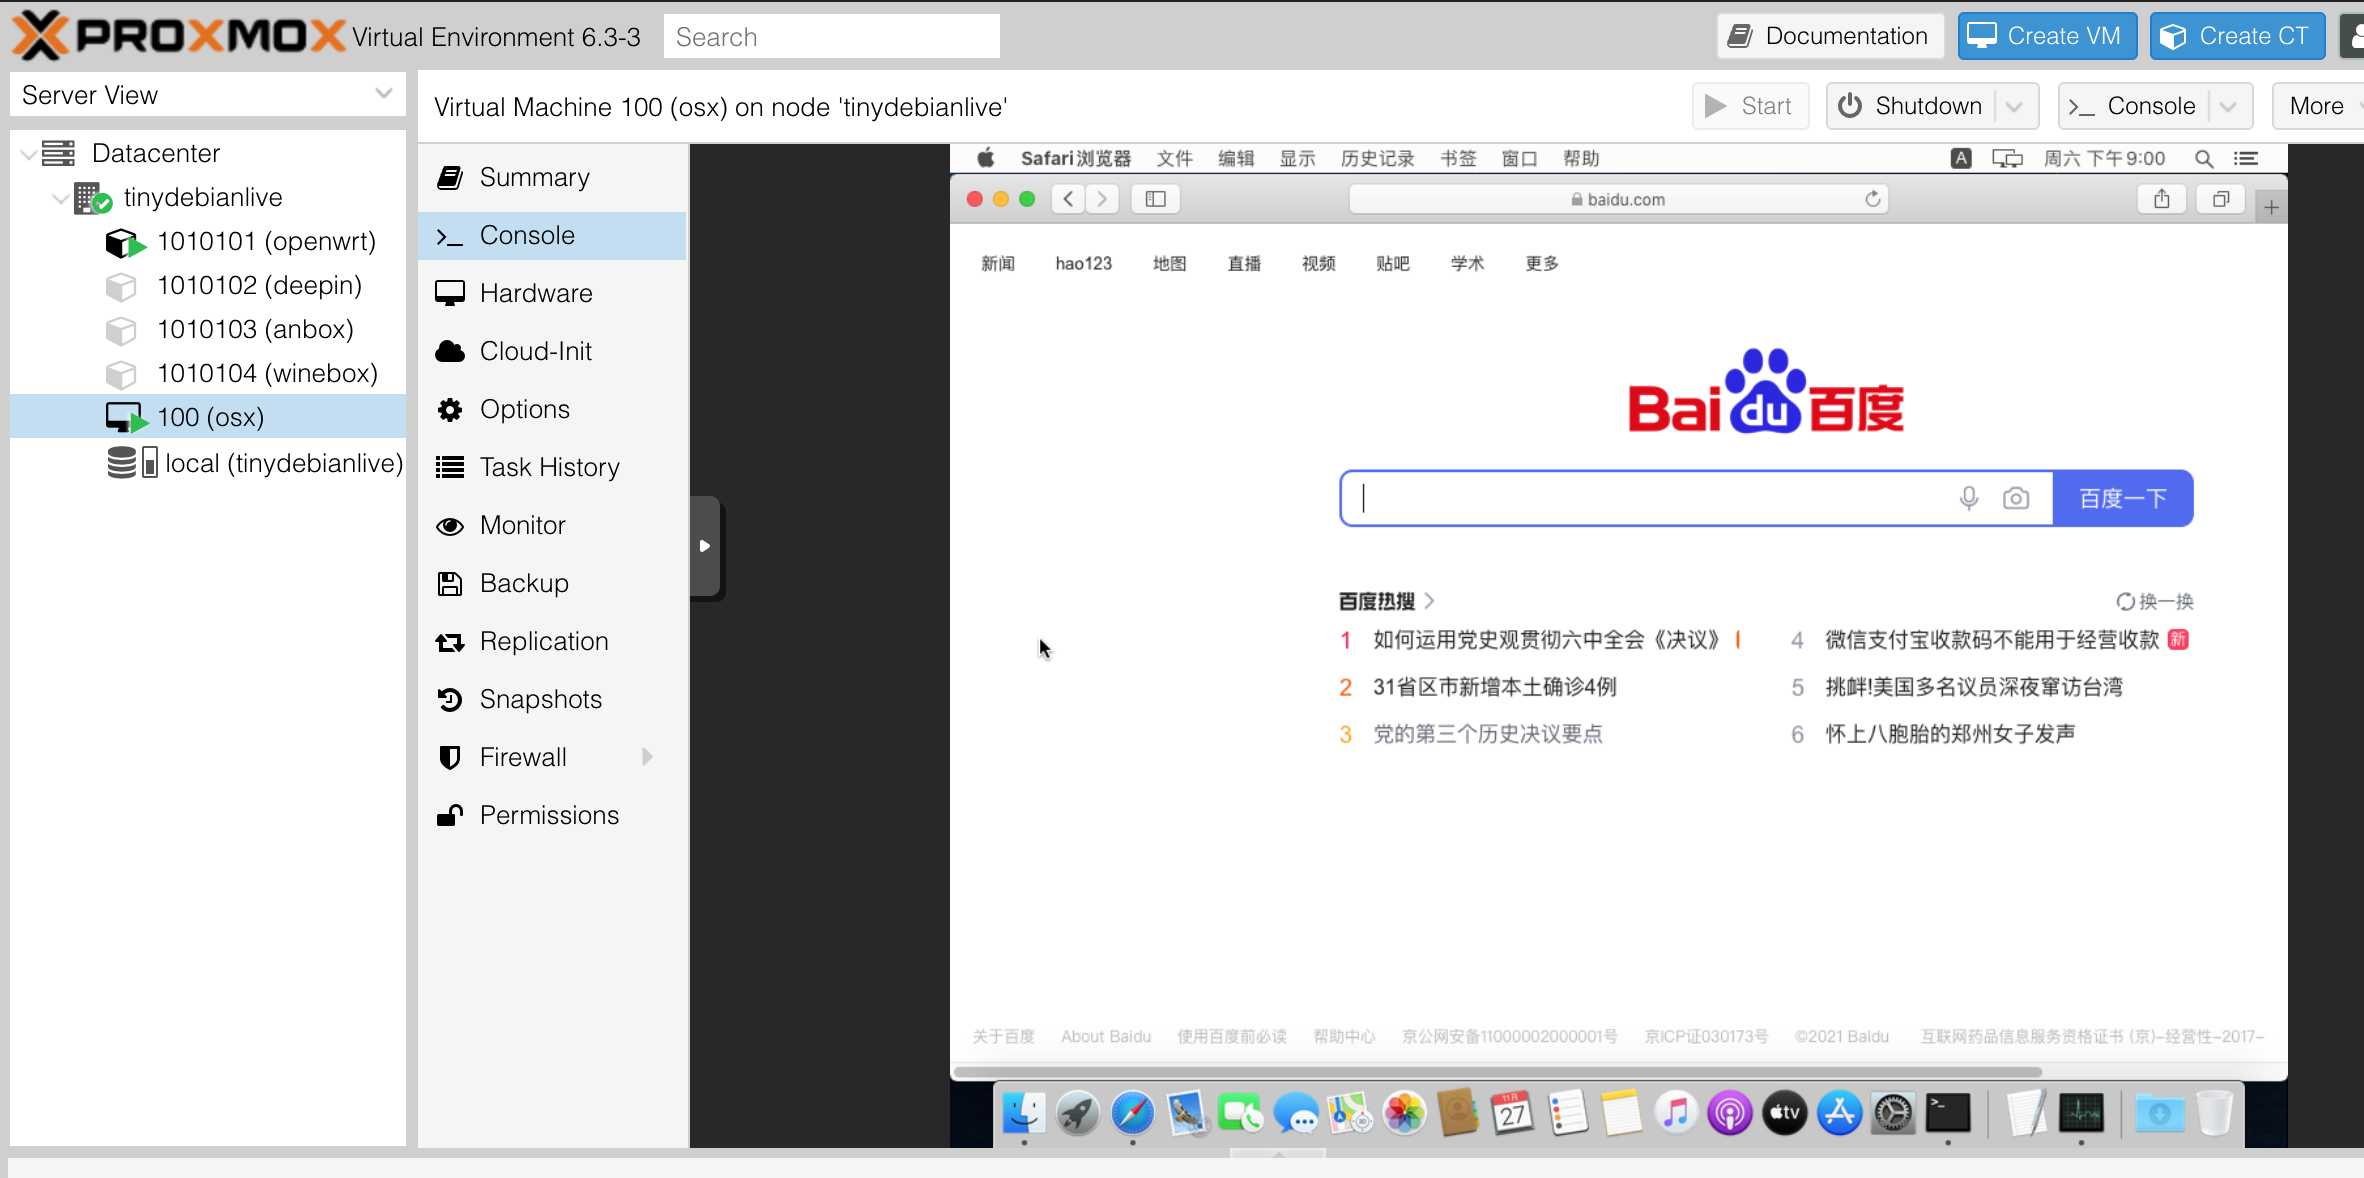 PROXMOX Virtual Environment 6.3-3
Search
Documentation
Create VM
Create CT
Server View
Datacenter
tinydebianlive
1010101 (openwrt)
1010102 (deepin)
1010103 (anbox)
1010104 (winebox)
100 (osx)
local (tinydebianlive)
Virtual Machine 100 (osx) on node 'tinydebianlive'
Start
Shutdown
Console
More
Summary
Console
Hardware
Cloud-Init
Options
Task History
Monitor
Backup
Replication
Snapshots
Firewall
Permissions
Safari浏览器 文件 编辑 显示 历史记录 书签 窗口 帮助
A 周六 下午9:00
baidu.com
新闻 hao123 地图 直播 视频 贴吧 学术 更多
Bai du 百度
百度一下
百度热搜
换一换
1 如何运用党史观贯彻六中全会《决议》
2 31省区市新增本土确诊4例
3 党的第三个历史决议要点
4 微信支付宝收款码不能用于经营收款 新
5 挑衅!美国多名议员深夜窜访台湾
6 怀上八胞胎的郑州女子发声
关于百度 About Baidu 使用百度前必读 帮助中心 京公网安备11000002000001号 京ICP证030173号 ©2021 Baidu 互联网药品信息服务资格证书 (京)-经营性-2017-
11月
27
tv